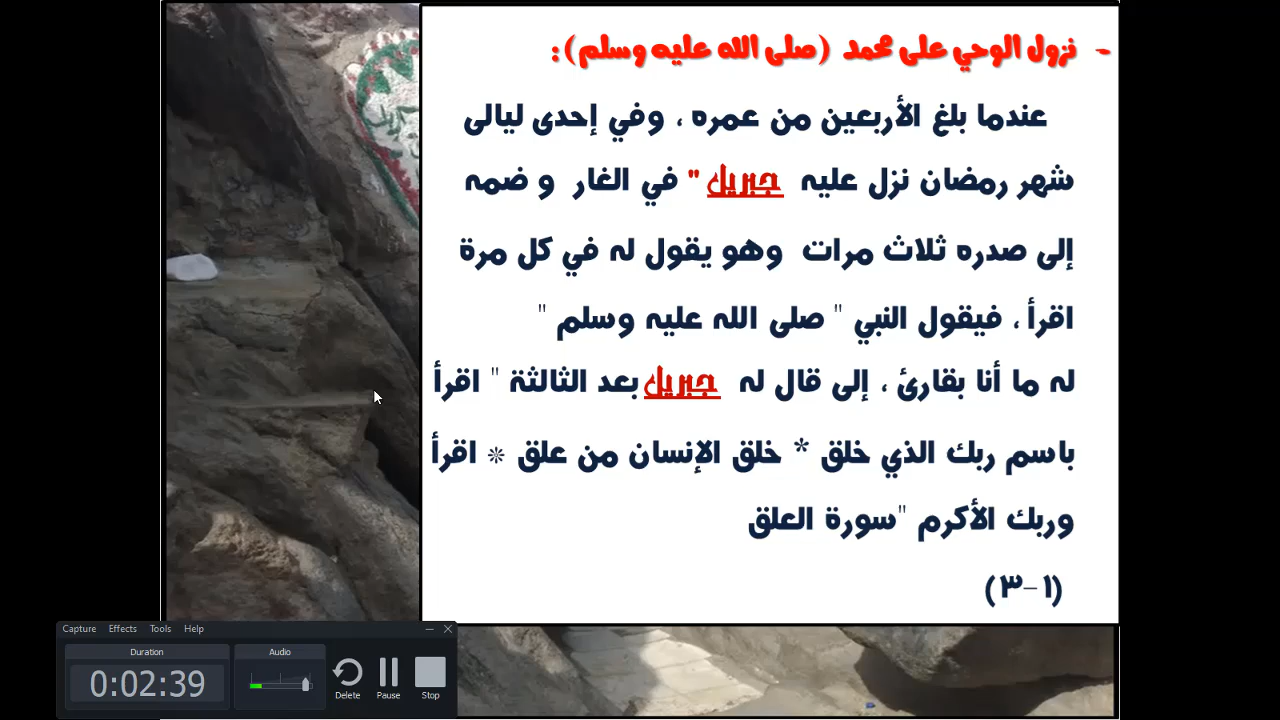 - نزول الوحي على محمد (صلى الله عليه وسلم):
عندما بلغ الأربعين من عمره ، وفي إحدى ليالى
شهر رمضان نزل عليه جبريل " في الغار و ضمه
إلى صدره ثلاث مرات وهو يقول له في كل مرة
اقرأ ، فيقول النبي " صلى الله عليه وسلم "
له ما أنا بقارئ ، إلى قال له جبريل بعد الثالثة " اقرأ
باسم ربك الذي خلق * خلق الإنسان من علق * اقرأ
وربك الأكرم "سورة العلق
(١-٣)
Capture Effects Tools Help
Duration Audio
0:02:39
Delete Pause Stop